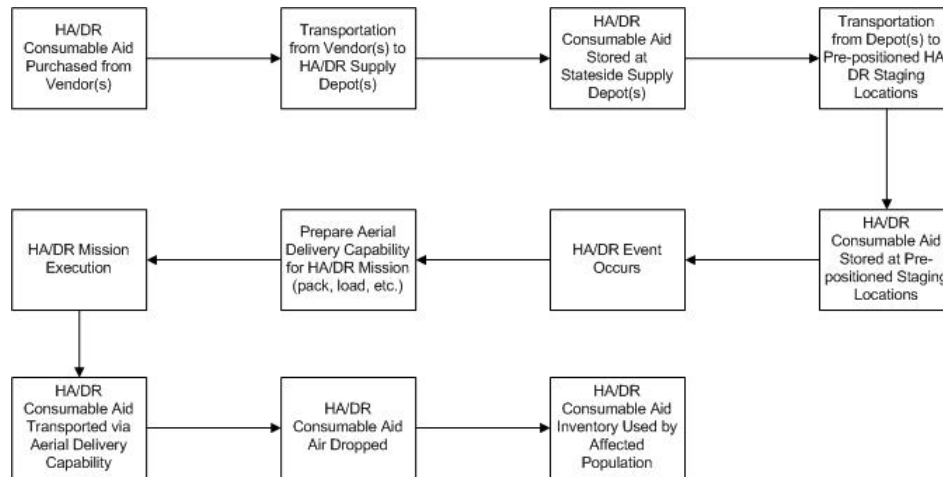 HA/DR
Consumable Aid
Purchased from
Vendor(s)
Transportation
from Vendor(s) to
HA/DR Supply
Depot(s)
HA/DR
Consumable Aid
Stored at
Stateside Supply
Depot(s)
Transportation
from Depot(s) to
Pre-positioned HA/
DR Staging
Locations
HA/DR
Consumable Aid
Stored at Pre-
positioned Staging
Locations
HA/DR Event
Occurs
Prepare Aerial
Delivery Capability
for HA/DR Mission
(pack, load, etc.)
HA/DR Mission
Execution
HA/DR
Consumable Aid
Transported via
Aerial Delivery
Capability
HA/DR
Consumable Aid
Air Dropped
HA/DR
Consumable Aid
Inventory Used by
Affected
Population